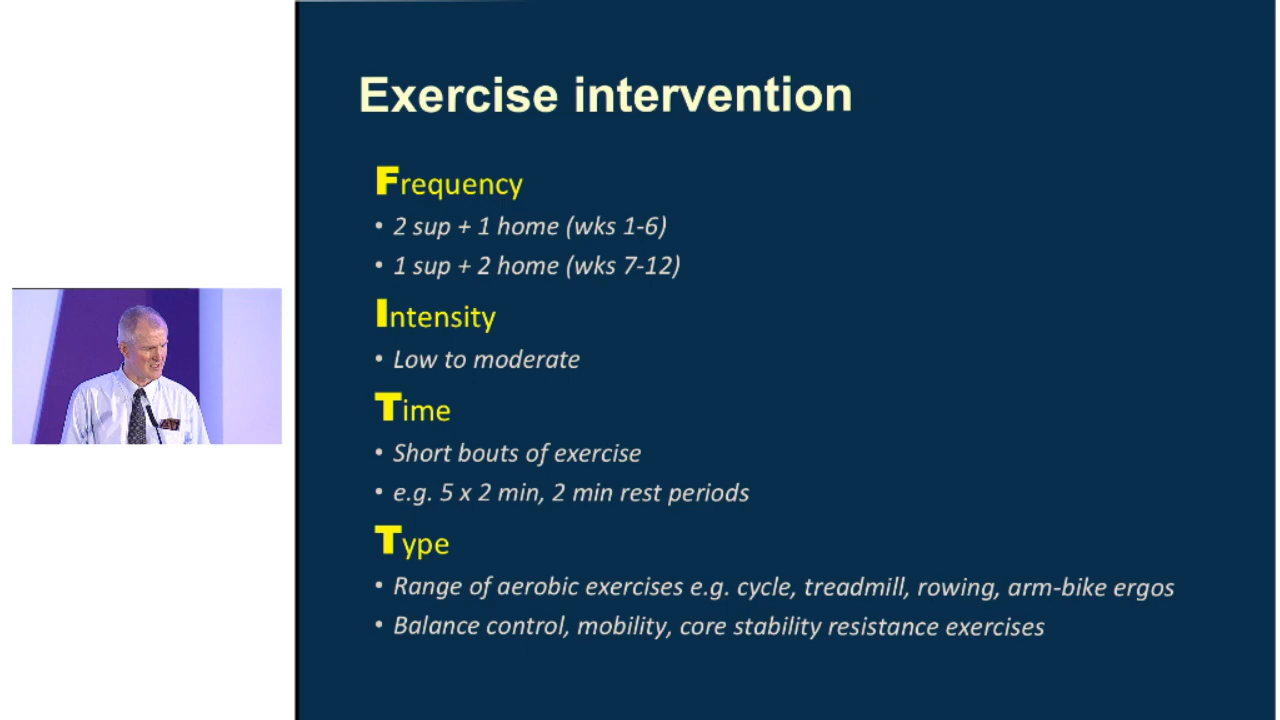 Exercise intervention
Frequency
• 2 sup + 1 home (wks 1-6)
• 1 sup + 2 home (wks 7-12)
Intensity
• Low to moderate
Time
• Short bouts of exercise
• e.g. 5 x 2 min, 2 min rest periods
Type
• Range of aerobic exercises e.g. cycle, treadmill, rowing, arm-bike ergos
• Balance control, mobility, core stability resistance exercises